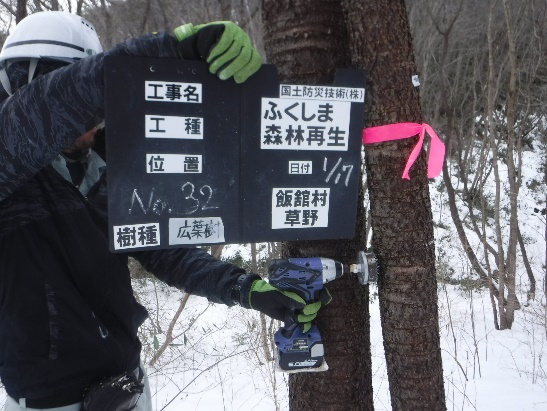 工事名
国土防災技術(株)
工種
ふくしま
森林再生
位置
日付 1/17
No. 32
飯舘村
草野
樹種 広葉樹